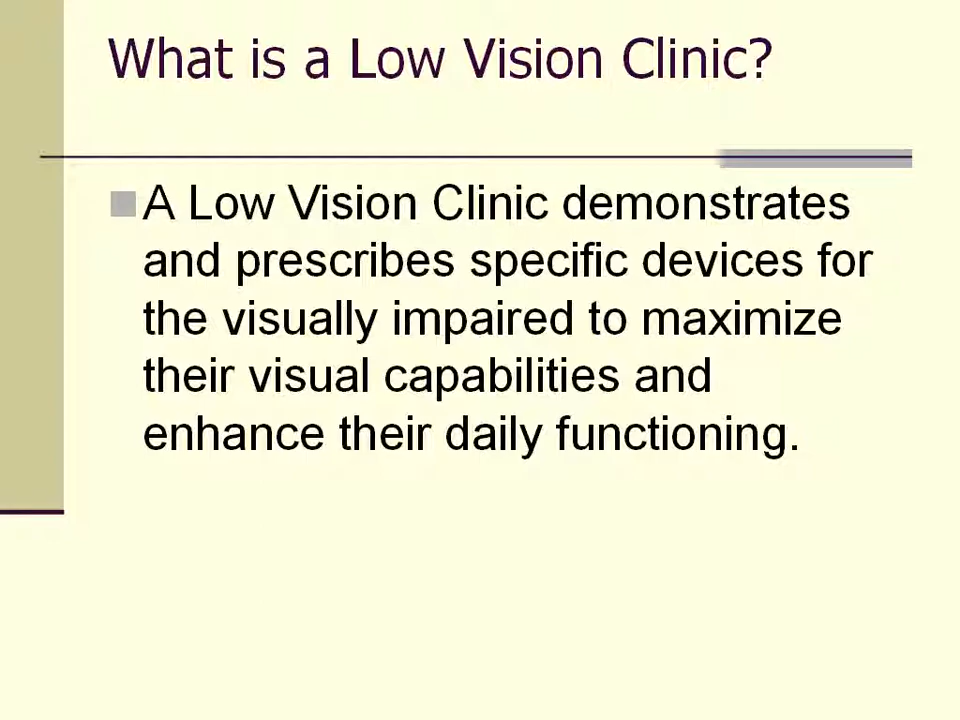 What is a Low Vision Clinic?
A Low Vision Clinic demonstrates
and prescribes specific devices for
the visually impaired to maximize
their visual capabilities and
enhance their daily functioning.